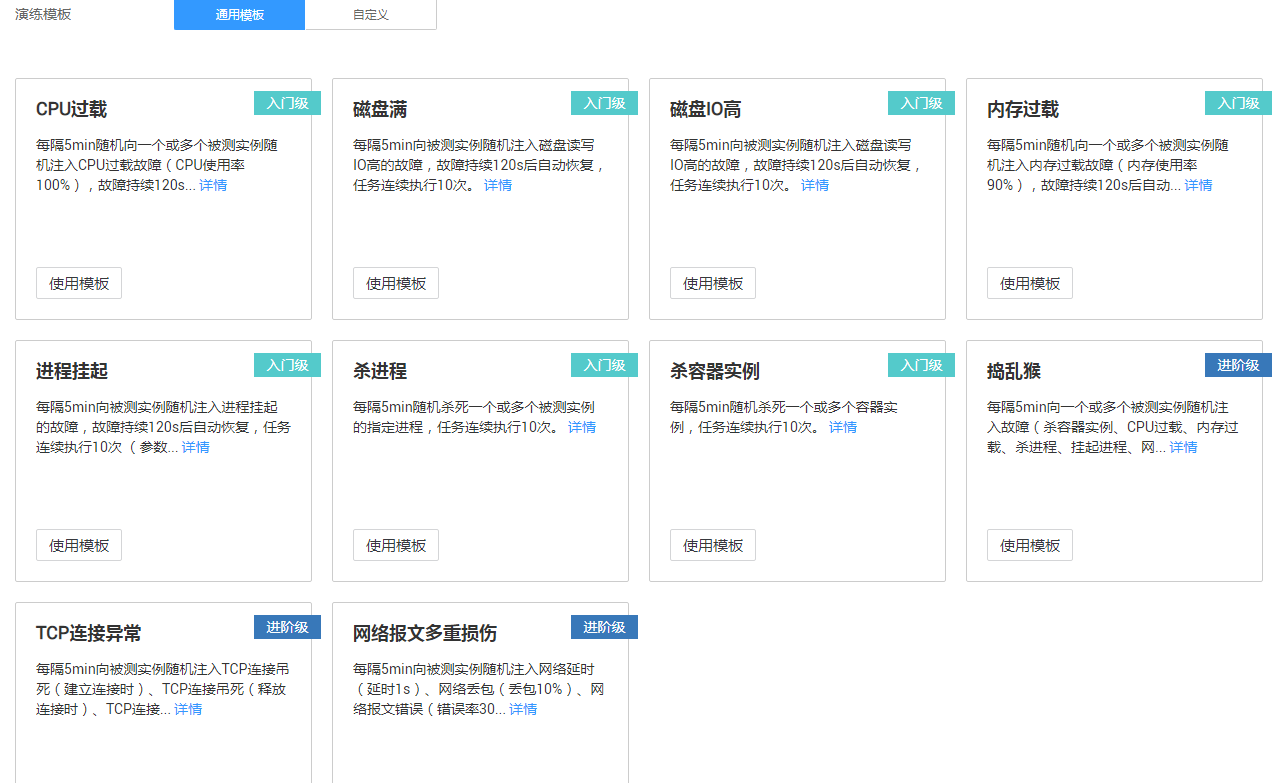 演练模板
通用模板
自定义
CPU过载
入门级
每隔5min随机向一个或多个被测实例随
机注入CPU过载故障（CPU使用率
100%），故障持续120s... 详情
使用模板
磁盘满
入门级
每隔5min向被测实例随机注入磁盘读写
IO高的故障，故障持续120s后自动恢复，
任务连续执行10次。 详情
使用模板
磁盘IO高
入门级
每隔5min向被测实例随机注入磁盘读写
IO高的故障，故障持续120s后自动恢复，
任务连续执行10次。 详情
使用模板
内存过载
入门级
每隔5min随机向一个或多个被测实例随
机注入内存过载故障（内存使用率
90%），故障持续120s后自动... 详情
使用模板
进程挂起
入门级
每隔5min向被测实例随机注入进程挂起
的故障，故障持续120s后自动恢复，任务
连续执行10次 （参数... 详情
使用模板
杀进程
入门级
每隔5min随机杀死一个或多个被测实例
的指定进程，任务连续执行10次。 详情
使用模板
杀容器实例
入门级
每隔5min随机杀死一个或多个容器实
例，任务连续执行10次。 详情
使用模板
捣乱猴
进阶级
每隔5min向一个或多个被测实例随机注
入故障（杀容器实例、CPU过载、内存过
载、杀进程、挂起进程、网... 详情
使用模板
TCP连接异常
进阶级
每隔5min向被测实例随机注入TCP连接吊
死（建立连接时）、TCP连接吊死（释放
连接时）、TCP连接... 详情
网络报文多重损伤
进阶级
每隔5min向被测实例随机注入网络延时
（延时1s）、网络丢包（丢包10%）、网
络报文错误（错误率30... 详情